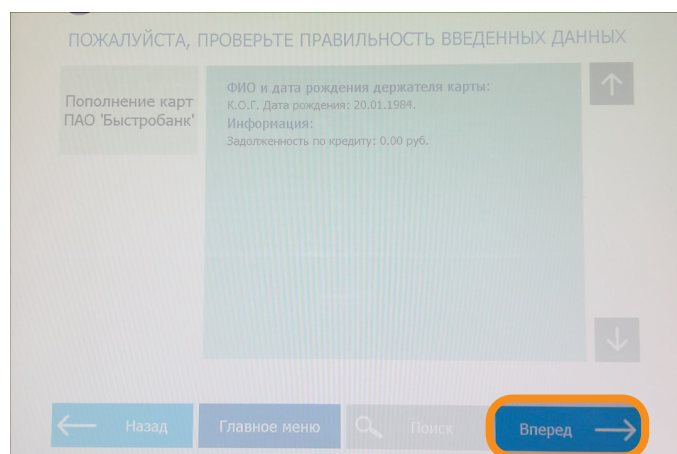 ПОЖАЛУЙСТА, ПРОВЕРЬТЕ ПРАВИЛЬНОСТЬ ВВЕДЕННЫХ ДАННЫХ
Пополнение карт
ПАО 'Быстробанк'
ФИО и дата рождения держателя карты:
К.О.Г. Дата рождения: 20.01.1984.
Информация:
Задолженность по кредиту: 0.00 руб.
Назад
Главное меню
Поиск
Вперед